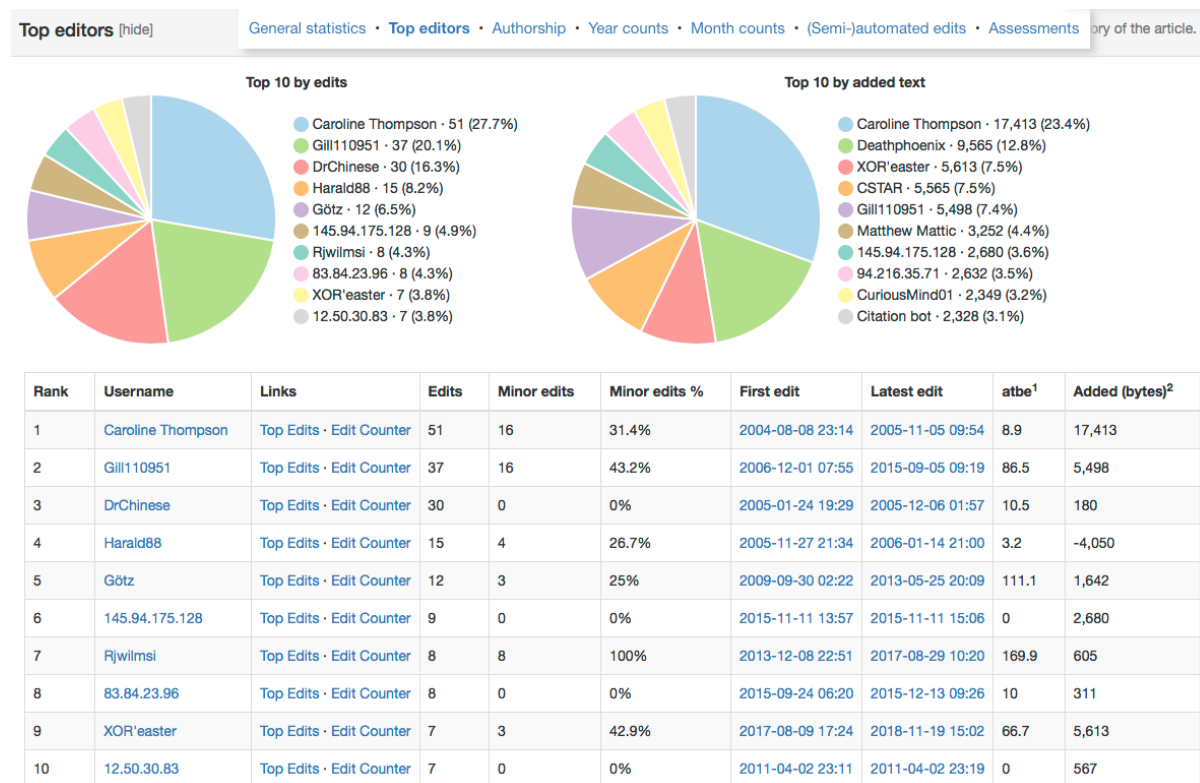 Top editors [hide]
General statistics • Top editors • Authorship • Year counts • Month counts • (Semi-)automated edits • Assessments
ory of the article.
Top 10 by edits
Caroline Thompson · 51 (27.7%)
Gill110951 · 37 (20.1%)
DrChinese · 30 (16.3%)
Harald88 · 15 (8.2%)
Götz · 12 (6.5%)
145.94.175.128 · 9 (4.9%)
Rjwilmsi · 8 (4.3%)
83.84.23.96 · 8 (4.3%)
XOR'easter · 7 (3.8%)
12.50.30.83 · 7 (3.8%)
Top 10 by added text
Caroline Thompson · 17,413 (23.4%)
Deathphoenix · 9,565 (12.8%)
XOR'easter · 5,613 (7.5%)
CSTAR · 5,565 (7.5%)
Gill110951 · 5,498 (7.4%)
Matthew Mattic · 3,252 (4.4%)
145.94.175.128 · 2,680 (3.6%)
94.216.35.71 · 2,632 (3.5%)
CuriousMind01 · 2,349 (3.2%)
Citation bot · 2,328 (3.1%)
Rank Username Links Edits Minor edits Minor edits % First edit Latest edit atbe1 Added (bytes)2
1 Caroline Thompson Top Edits · Edit Counter 51 16 31.4% 2004-08-08 23:14 2005-11-05 09:54 8.9 17,413
2 Gill110951 Top Edits · Edit Counter 37 16 43.2% 2006-12-01 07:55 2015-09-05 09:19 86.5 5,498
3 DrChinese Top Edits · Edit Counter 30 0 0% 2005-01-24 19:29 2005-12-06 01:57 10.5 180
4 Harald88 Top Edits · Edit Counter 15 4 26.7% 2005-11-27 21:34 2006-01-14 21:00 3.2 -4,050
5 Götz Top Edits · Edit Counter 12 3 25% 2009-09-30 02:22 2013-05-25 20:09 111.1 1,642
6 145.94.175.128 Top Edits · Edit Counter 9 0 0% 2015-11-11 13:57 2015-11-11 15:06 0 2,680
7 Rjwilmsi Top Edits · Edit Counter 8 8 100% 2013-12-08 22:51 2017-08-29 10:20 169.9 605
8 83.84.23.96 Top Edits · Edit Counter 8 0 0% 2015-09-24 06:20 2015-12-13 09:26 10 311
9 XOR'easter Top Edits · Edit Counter 7 3 42.9% 2017-08-09 17:24 2018-11-19 15:02 66.7 5,613
10 12.50.30.83 Top Edits · Edit Counter 7 0 0% 2011-04-02 23:11 2011-04-02 23:19 0 567